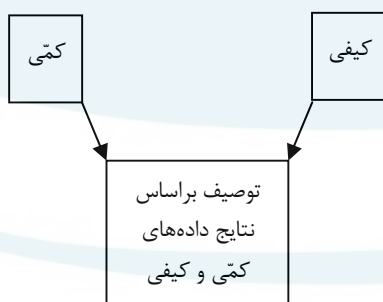 کیفی
کمّی
توصیف براساس
نتایج داده‌های
کمّی و کیفی